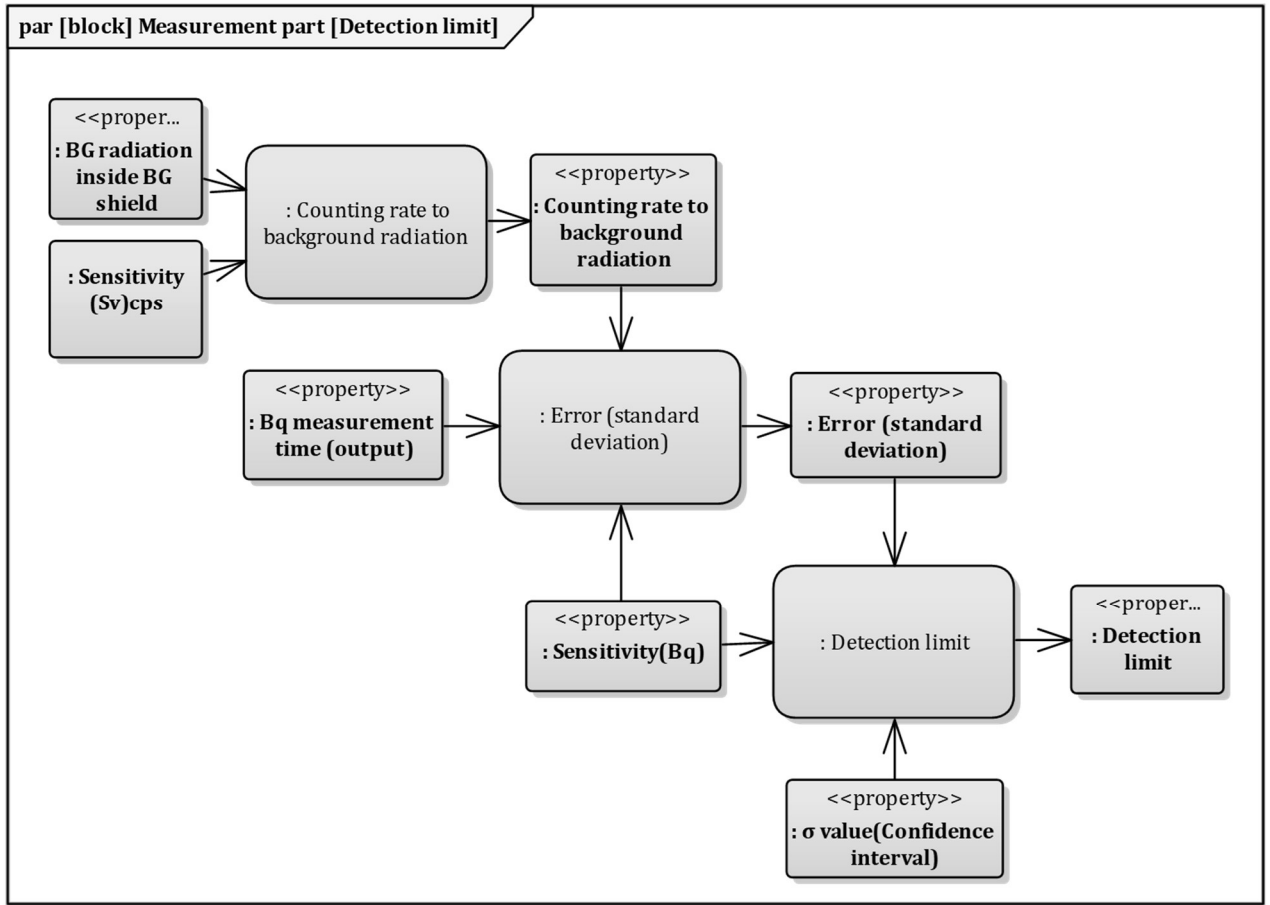 par [block] Measurement part [Detection limit]
<<proper...
: BG radiation
inside BG
shield
: Sensitivity
(Sv)cps
: Counting rate to
background radiation
<<property>>
: Counting rate to
background
radiation
<<property>>
: Bq measurement
time (output)
: Error (standard
deviation)
<<property>>
: Error (standard
deviation)
<<property>>
: Sensitivity(Bq)
: Detection limit
<<proper...
: Detection
limit
<<property>>
: σ value(Confidence
interval)